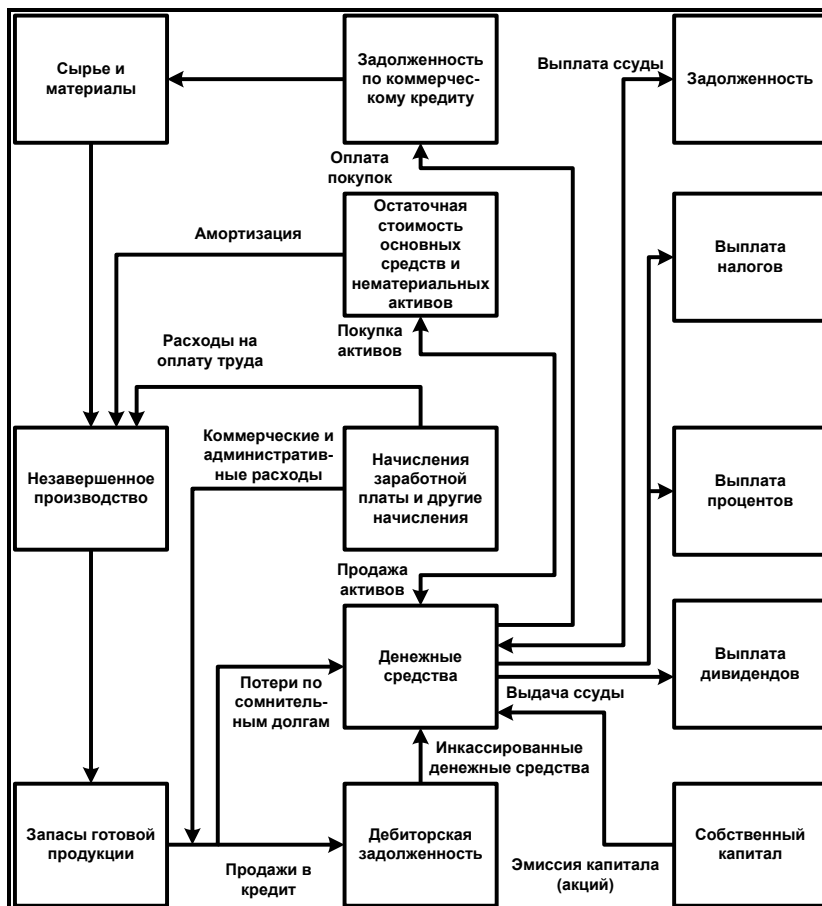 Сырье и
материалы
Задолженность
по коммерчес-
кому кредиту
Выплата ссуды
Задолженность
Оплата
покупок
Амортизация
Остаточная
стоимость
основных
средств и
нематериальных
активов
Выплата
налогов
Расходы на
оплату труда
Покупка
активов
Незавершенное
производство
Коммерческие и
административ-
ные расходы
Начисления
заработной
платы и другие
начисления
Выплата
процентов
Продажа
активов
Денежные
средства
Выплата
дивидендов
Потери по
сомнитель-
ным долгам
Выдача ссуды
Инкассированные
денежные средства
Запасы готовой
продукции
Продажи в
кредит
Дебиторская
задолженность
Эмиссия капитала
(акций)
Собственный
капитал